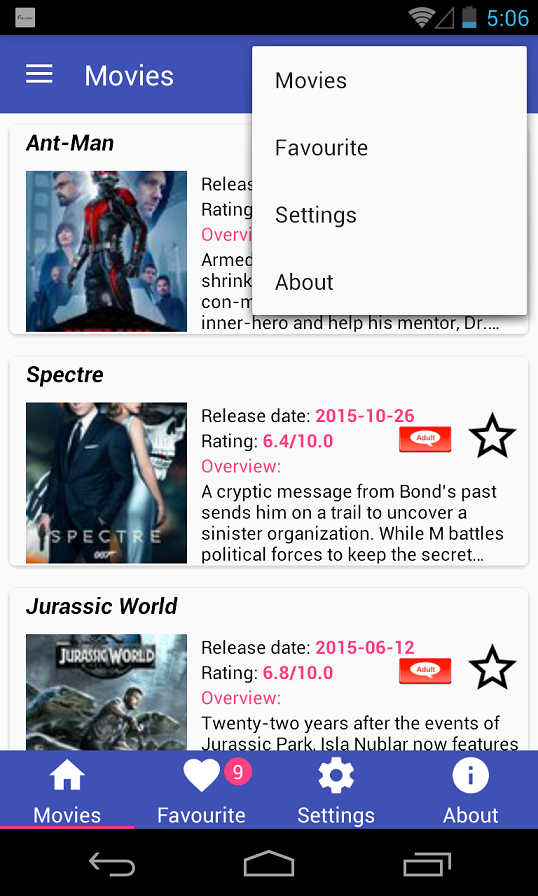 5:06
Movies
Movies
Favourite
Settings
About
Ant-Man
Releas
Rating
Overvi
Armed
shrink
con-m
inner-hero and help his mentor, Dr....
Spectre
Release date: 2015-10-26
Rating: 6.4/10.0
Adult
Overview:
A cryptic message from Bond's past
sends him on a trail to uncover a
sinister organization. While M battles
political forces to keep the secret...
SPECTRE
007
Jurassic World
JURASSIC WORLD
Release date: 2015-06-12
Rating: 6.8/10.0
Adult
Overview:
Twenty-two years after the events of
Jurassic Park, Isla Nublar now features
9
Movies
Favourite
Settings
About